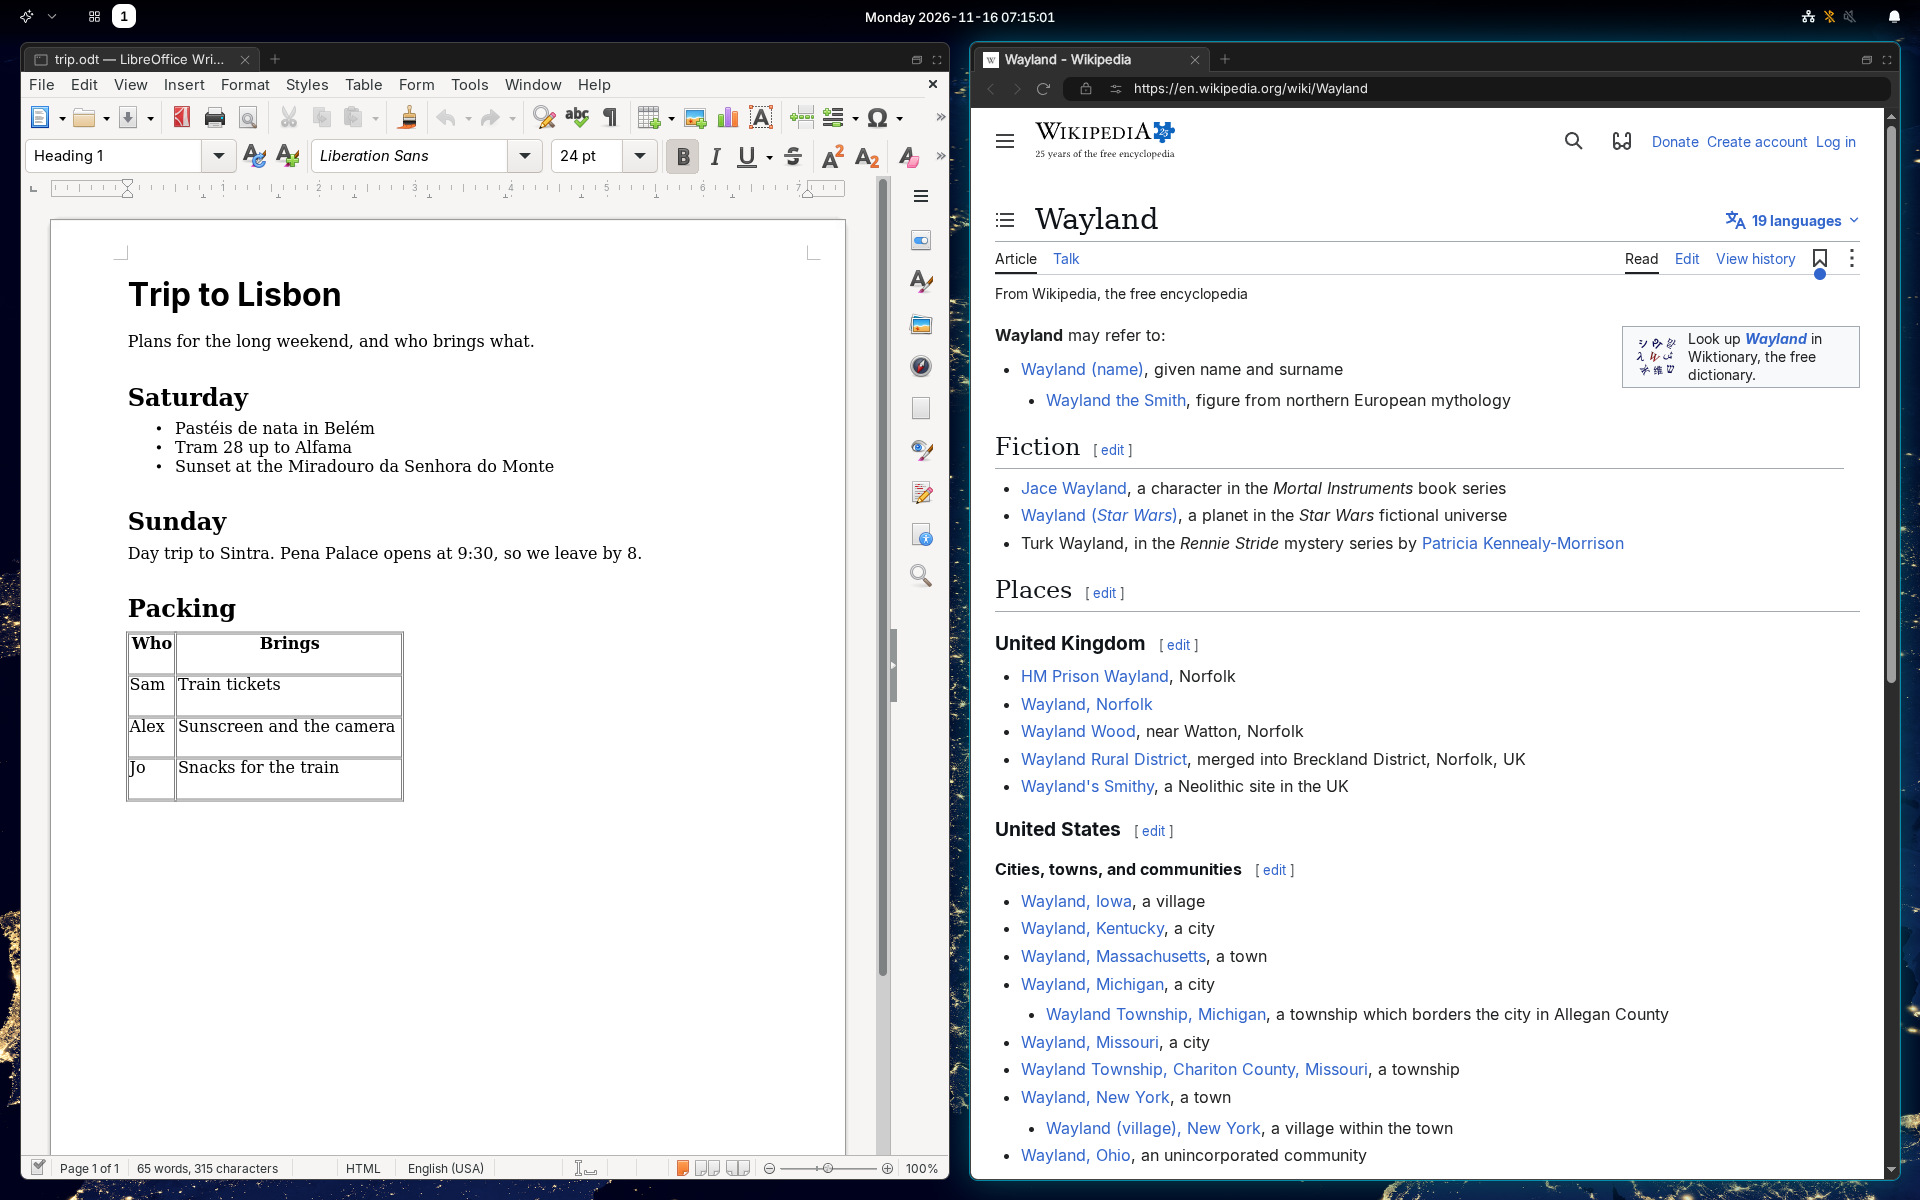 1
Monday 2026-11-16 07:15:01
trip.odt — LibreOffice Wri...
File Edit View Insert Format Styles Table Form Tools Window Help
Heading 1
Liberation Sans
24 pt
1 2 3 4 5 6 7
Trip to Lisbon
Plans for the long weekend, and who brings what.
Saturday
• Pastéis de nata in Belém
• Tram 28 up to Alfama
• Sunset at the Miradouro da Senhora do Monte
Sunday
Day trip to Sintra. Pena Palace opens at 9:30, so we leave by 8.
Packing
Who Brings
Sam Train tickets
Alex Sunscreen and the camera
Jo Snacks for the train
Page 1 of 1 65 words, 315 characters HTML English (USA) 100%
Wayland - Wikipedia
https://en.wikipedia.org/wiki/Wayland
WIKIPEDIA 25
25 years of the free encyclopedia
Donate Create account Log in
Wayland
19 languages
Article Talk Read Edit View history
From Wikipedia, the free encyclopedia
Wayland may refer to:
Look up Wayland in
Wiktionary, the free
dictionary.
• Wayland (name), given name and surname
• Wayland the Smith, figure from northern European mythology
Fiction [ edit ]
• Jace Wayland, a character in the Mortal Instruments book series
• Wayland (Star Wars), a planet in the Star Wars fictional universe
• Turk Wayland, in the Rennie Stride mystery series by Patricia Kennealy-Morrison
Places [ edit ]
United Kingdom [ edit ]
• HM Prison Wayland, Norfolk
• Wayland, Norfolk
• Wayland Wood, near Watton, Norfolk
• Wayland Rural District, merged into Breckland District, Norfolk, UK
• Wayland's Smithy, a Neolithic site in the UK
United States [ edit ]
Cities, towns, and communities [ edit ]
• Wayland, Iowa, a village
• Wayland, Kentucky, a city
• Wayland, Massachusetts, a town
• Wayland, Michigan, a city
• Wayland Township, Michigan, a township which borders the city in Allegan County
• Wayland, Missouri, a city
• Wayland Township, Chariton County, Missouri, a township
• Wayland, New York, a town
• Wayland (village), New York, a village within the town
• Wayland, Ohio, an unincorporated community